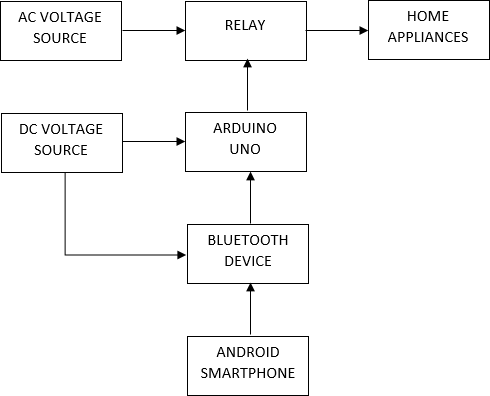 AC VOLTAGE
SOURCE
RELAY
HOME
APPLIANCES
DC VOLTAGE
SOURCE
ARDUINO
UNO
BLUETOOTH
DEVICE
ANDROID
SMARTPHONE